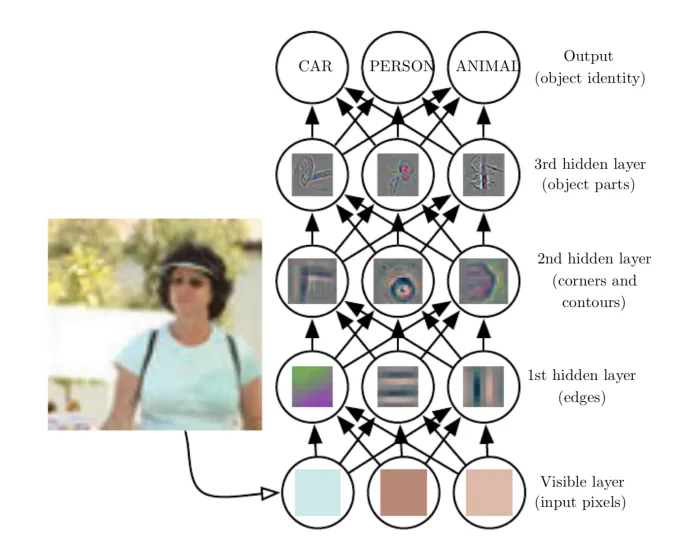 CAR PERSON ANIMAL
Output
(object identity)
3rd hidden layer
(object parts)
2nd hidden layer
(corners and
contours)
1st hidden layer
(edges)
Visible layer
(input pixels)